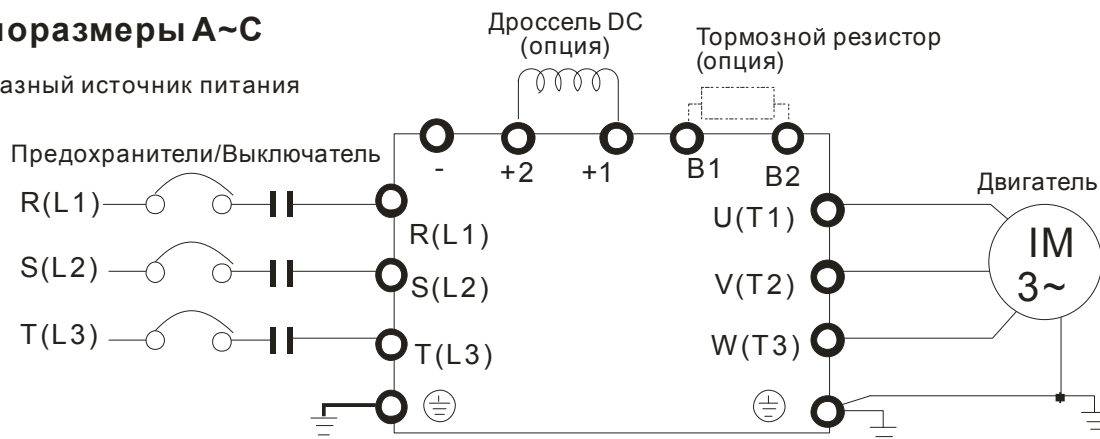 поразмеры A~C
азный источник питания
Дроссель DC
(опция)
Тормозной резистор
(опция)
Предохранители/Выключатель
- +2 +1 B1 B2
Двигатель
R(L1)
S(L2)
T(L3)
R(L1)
S(L2)
T(L3)
U(T1)
V(T2)
W(T3)
IM
3~